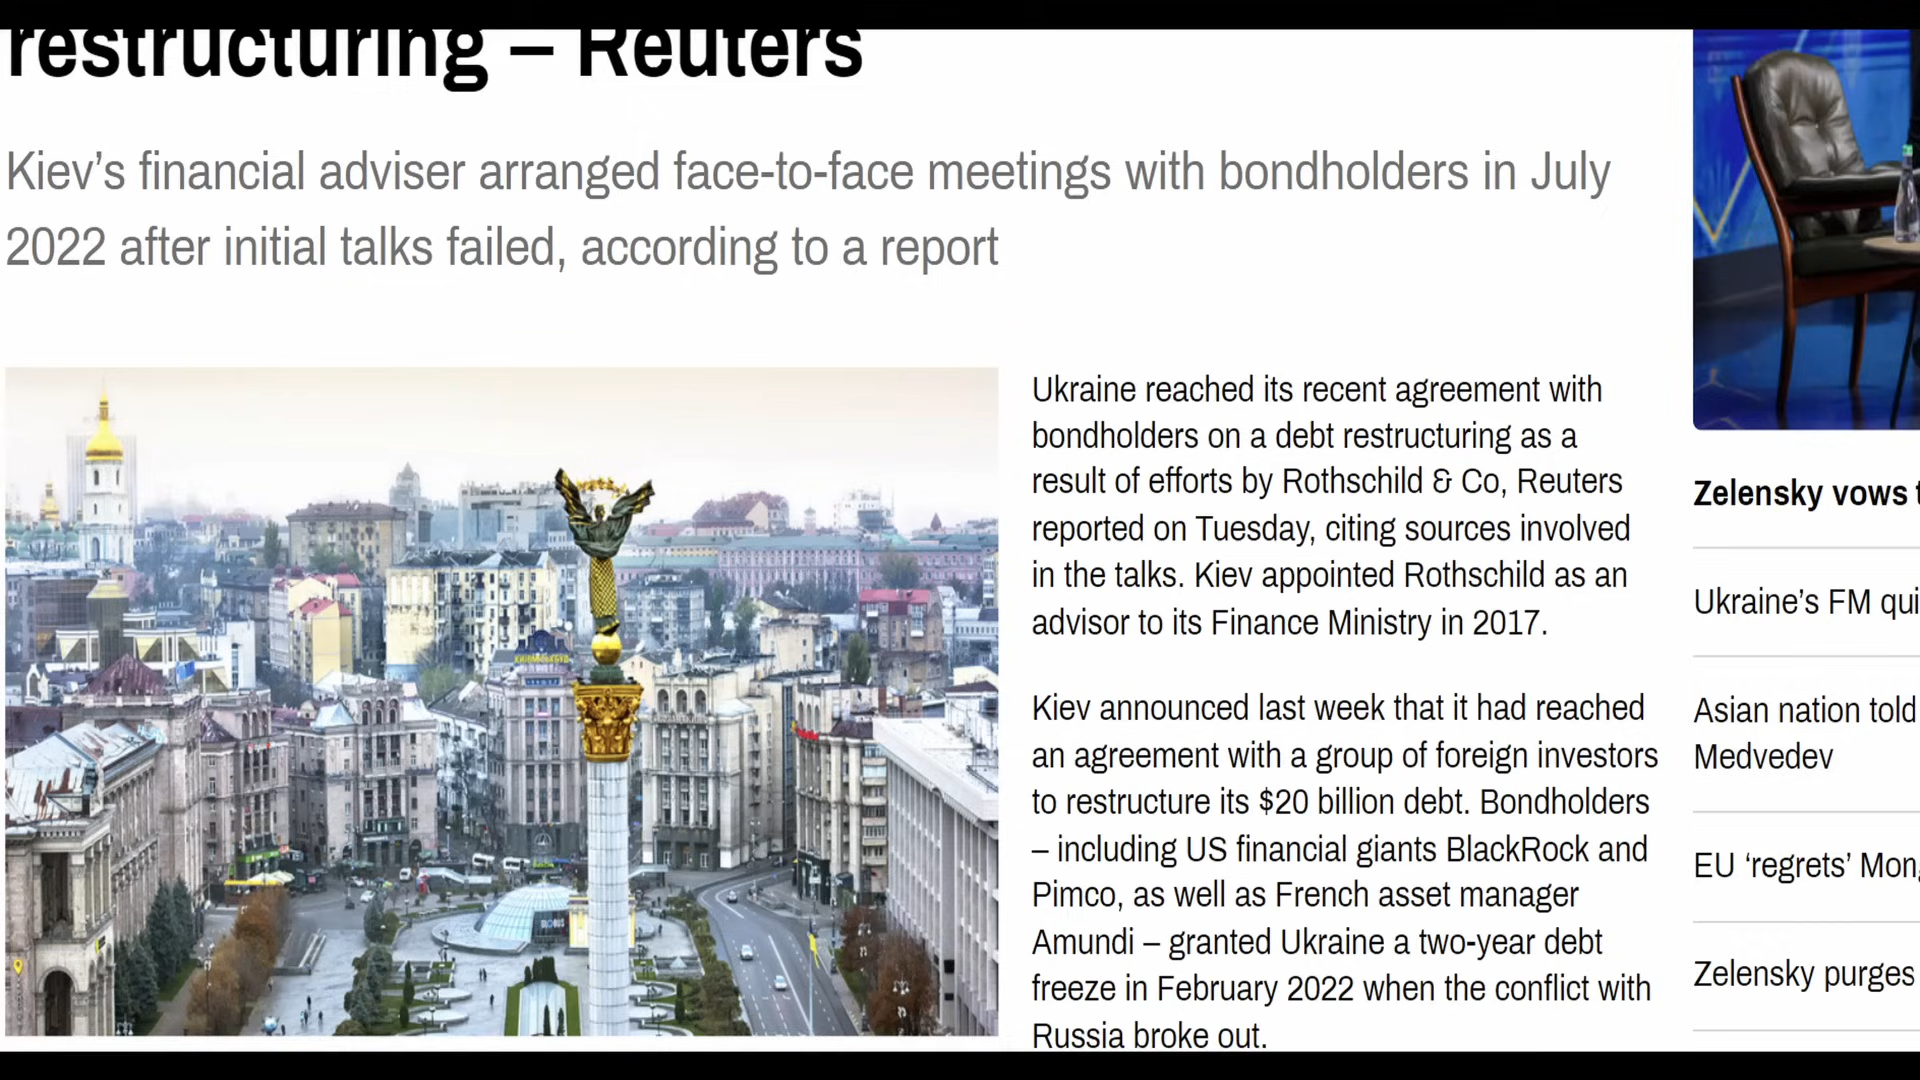 restructuring – Reuters
Kiev’s financial adviser arranged face-to-face meetings with bondholders in July
2022 after initial talks failed, according to a report
Ukraine reached its recent agreement with
bondholders on a debt restructuring as a
result of efforts by Rothschild & Co, Reuters
reported on Tuesday, citing sources involved
in the talks. Kiev appointed Rothschild as an
advisor to its Finance Ministry in 2017.
Kiev announced last week that it had reached
an agreement with a group of foreign investors
to restructure its $20 billion debt. Bondholders
– including US financial giants BlackRock and
Pimco, as well as French asset manager
Amundi – granted Ukraine a two-year debt
freeze in February 2022 when the conflict with
Russia broke out.
Zelensky vows
Ukraine’s FM
Asian nation told
Medvedev
EU ‘regrets’
Zelensky purges